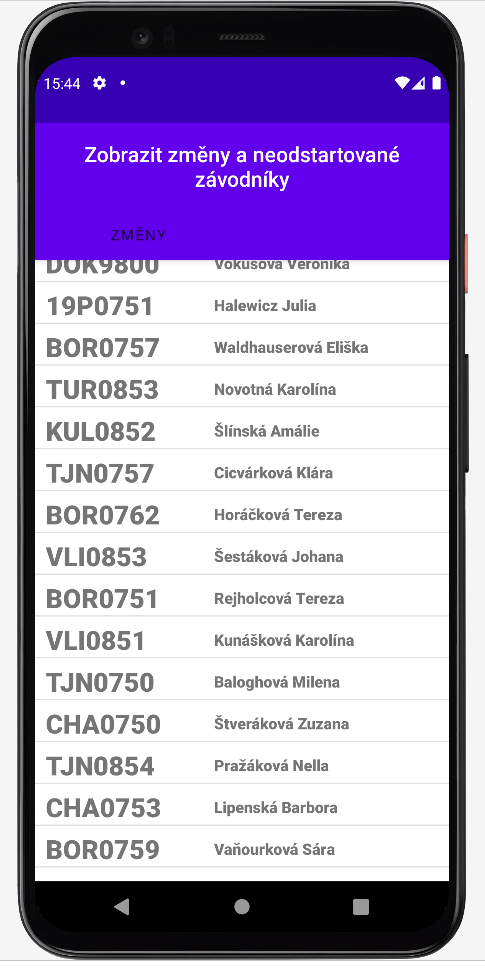 15:44
Zobrazit změny a neodstartované
závodníky
ZMĚNY
DOK9800 Vokusová Veronika
19P0751 Halewicz Julia
BOR0757 Waldhauserová Eliška
TUR0853 Novotná Karolína
KUL0852 Šlínská Amálie
TJN0757 Cicvárková Klára
BOR0762 Horáčková Tereza
VLI0853 Šestáková Johana
BOR0751 Rejholcová Tereza
VLI0851 Kunášková Karolína
TJN0750 Baloghová Milena
CHA0750 Štveráková Zuzana
TJN0854 Pražáková Nella
CHA0753 Lipenská Barbora
BOR0759 Vaňourková Sára